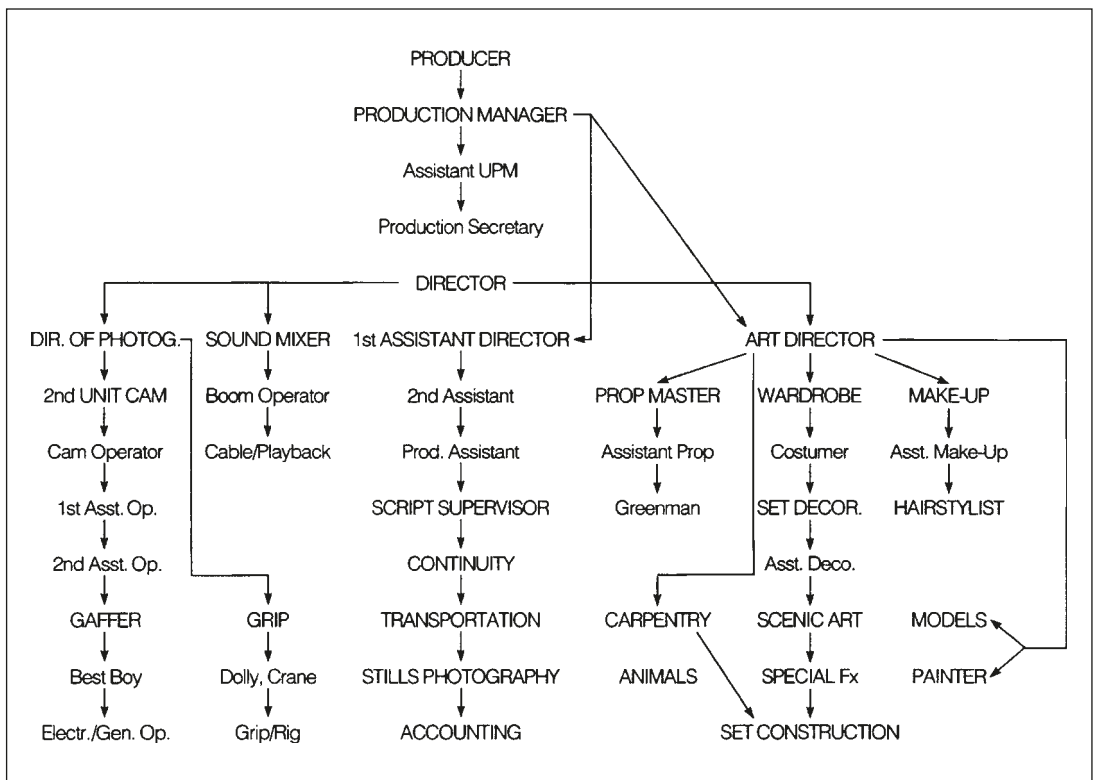 PRODUCER
PRODUCTION MANAGER
Assistant UPM
Production Secretary
DIRECTOR
DIR. OF PHOTOG. SOUND MIXER 1st ASSISTANT DIRECTOR ART DIRECTOR
2nd UNIT CAM Boom Operator 2nd Assistant PROP MASTER WARDROBE MAKE-UP
Cam Operator Cable/Playback Prod. Assistant Assistant Prop Costumer Asst. Make-Up
1st Asst. Op. SCRIPT SUPERVISOR Greenman SET DECOR. HAIRSTYLIST
2nd Asst. Op. CONTINUITY Asst. Deco.
GAFFER GRIP TRANSPORTATION CARPENTRY SCENIC ART MODELS
Best Boy Dolly, Crane STILLS PHOTOGRAPHY ANIMALS SPECIAL Fx PAINTER
Electr./Gen. Op. Grip/Rig ACCOUNTING SET CONSTRUCTION